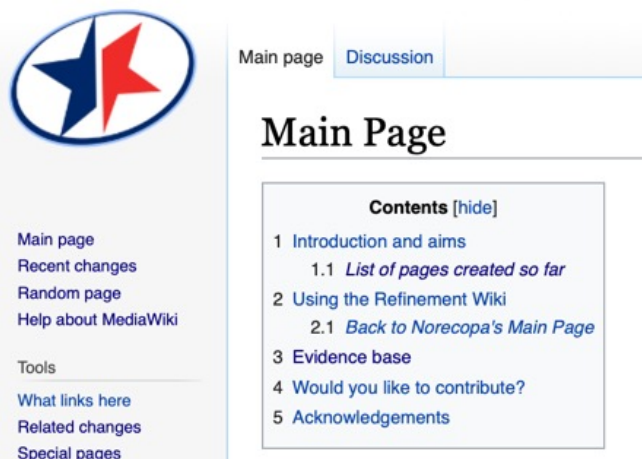 Main page
Discussion
Main Page
Contents [hide]
1 Introduction and aims
1.1 List of pages created so far
2 Using the Refinement Wiki
2.1 Back to Norecopa's Main Page
3 Evidence base
4 Would you like to contribute?
5 Acknowledgements
Main page
Recent changes
Random page
Help about MediaWiki
Tools
What links here
Related changes
Special pages